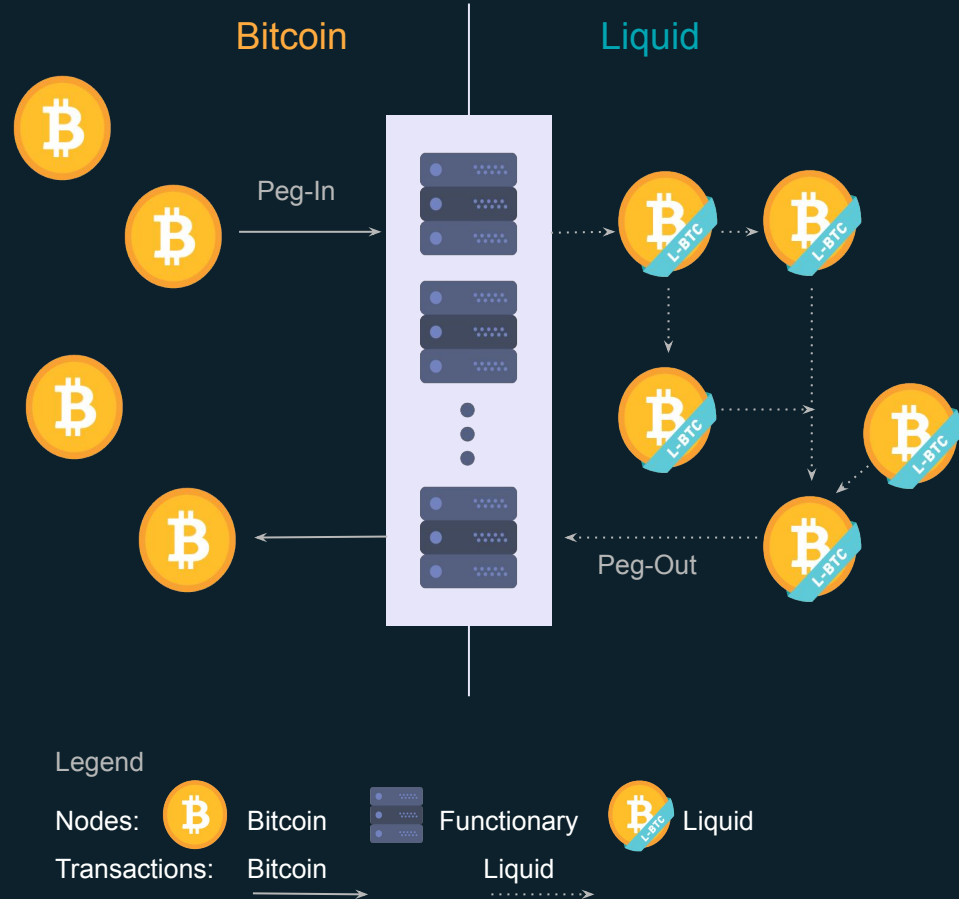 Bitcoin
Liquid
Peg-In
L-BTC
L-BTC
L-BTC
L-BTC
L-BTC
Peg-Out
Legend
Nodes: Bitcoin Functionary L-BTC Liquid
Transactions: Bitcoin Liquid